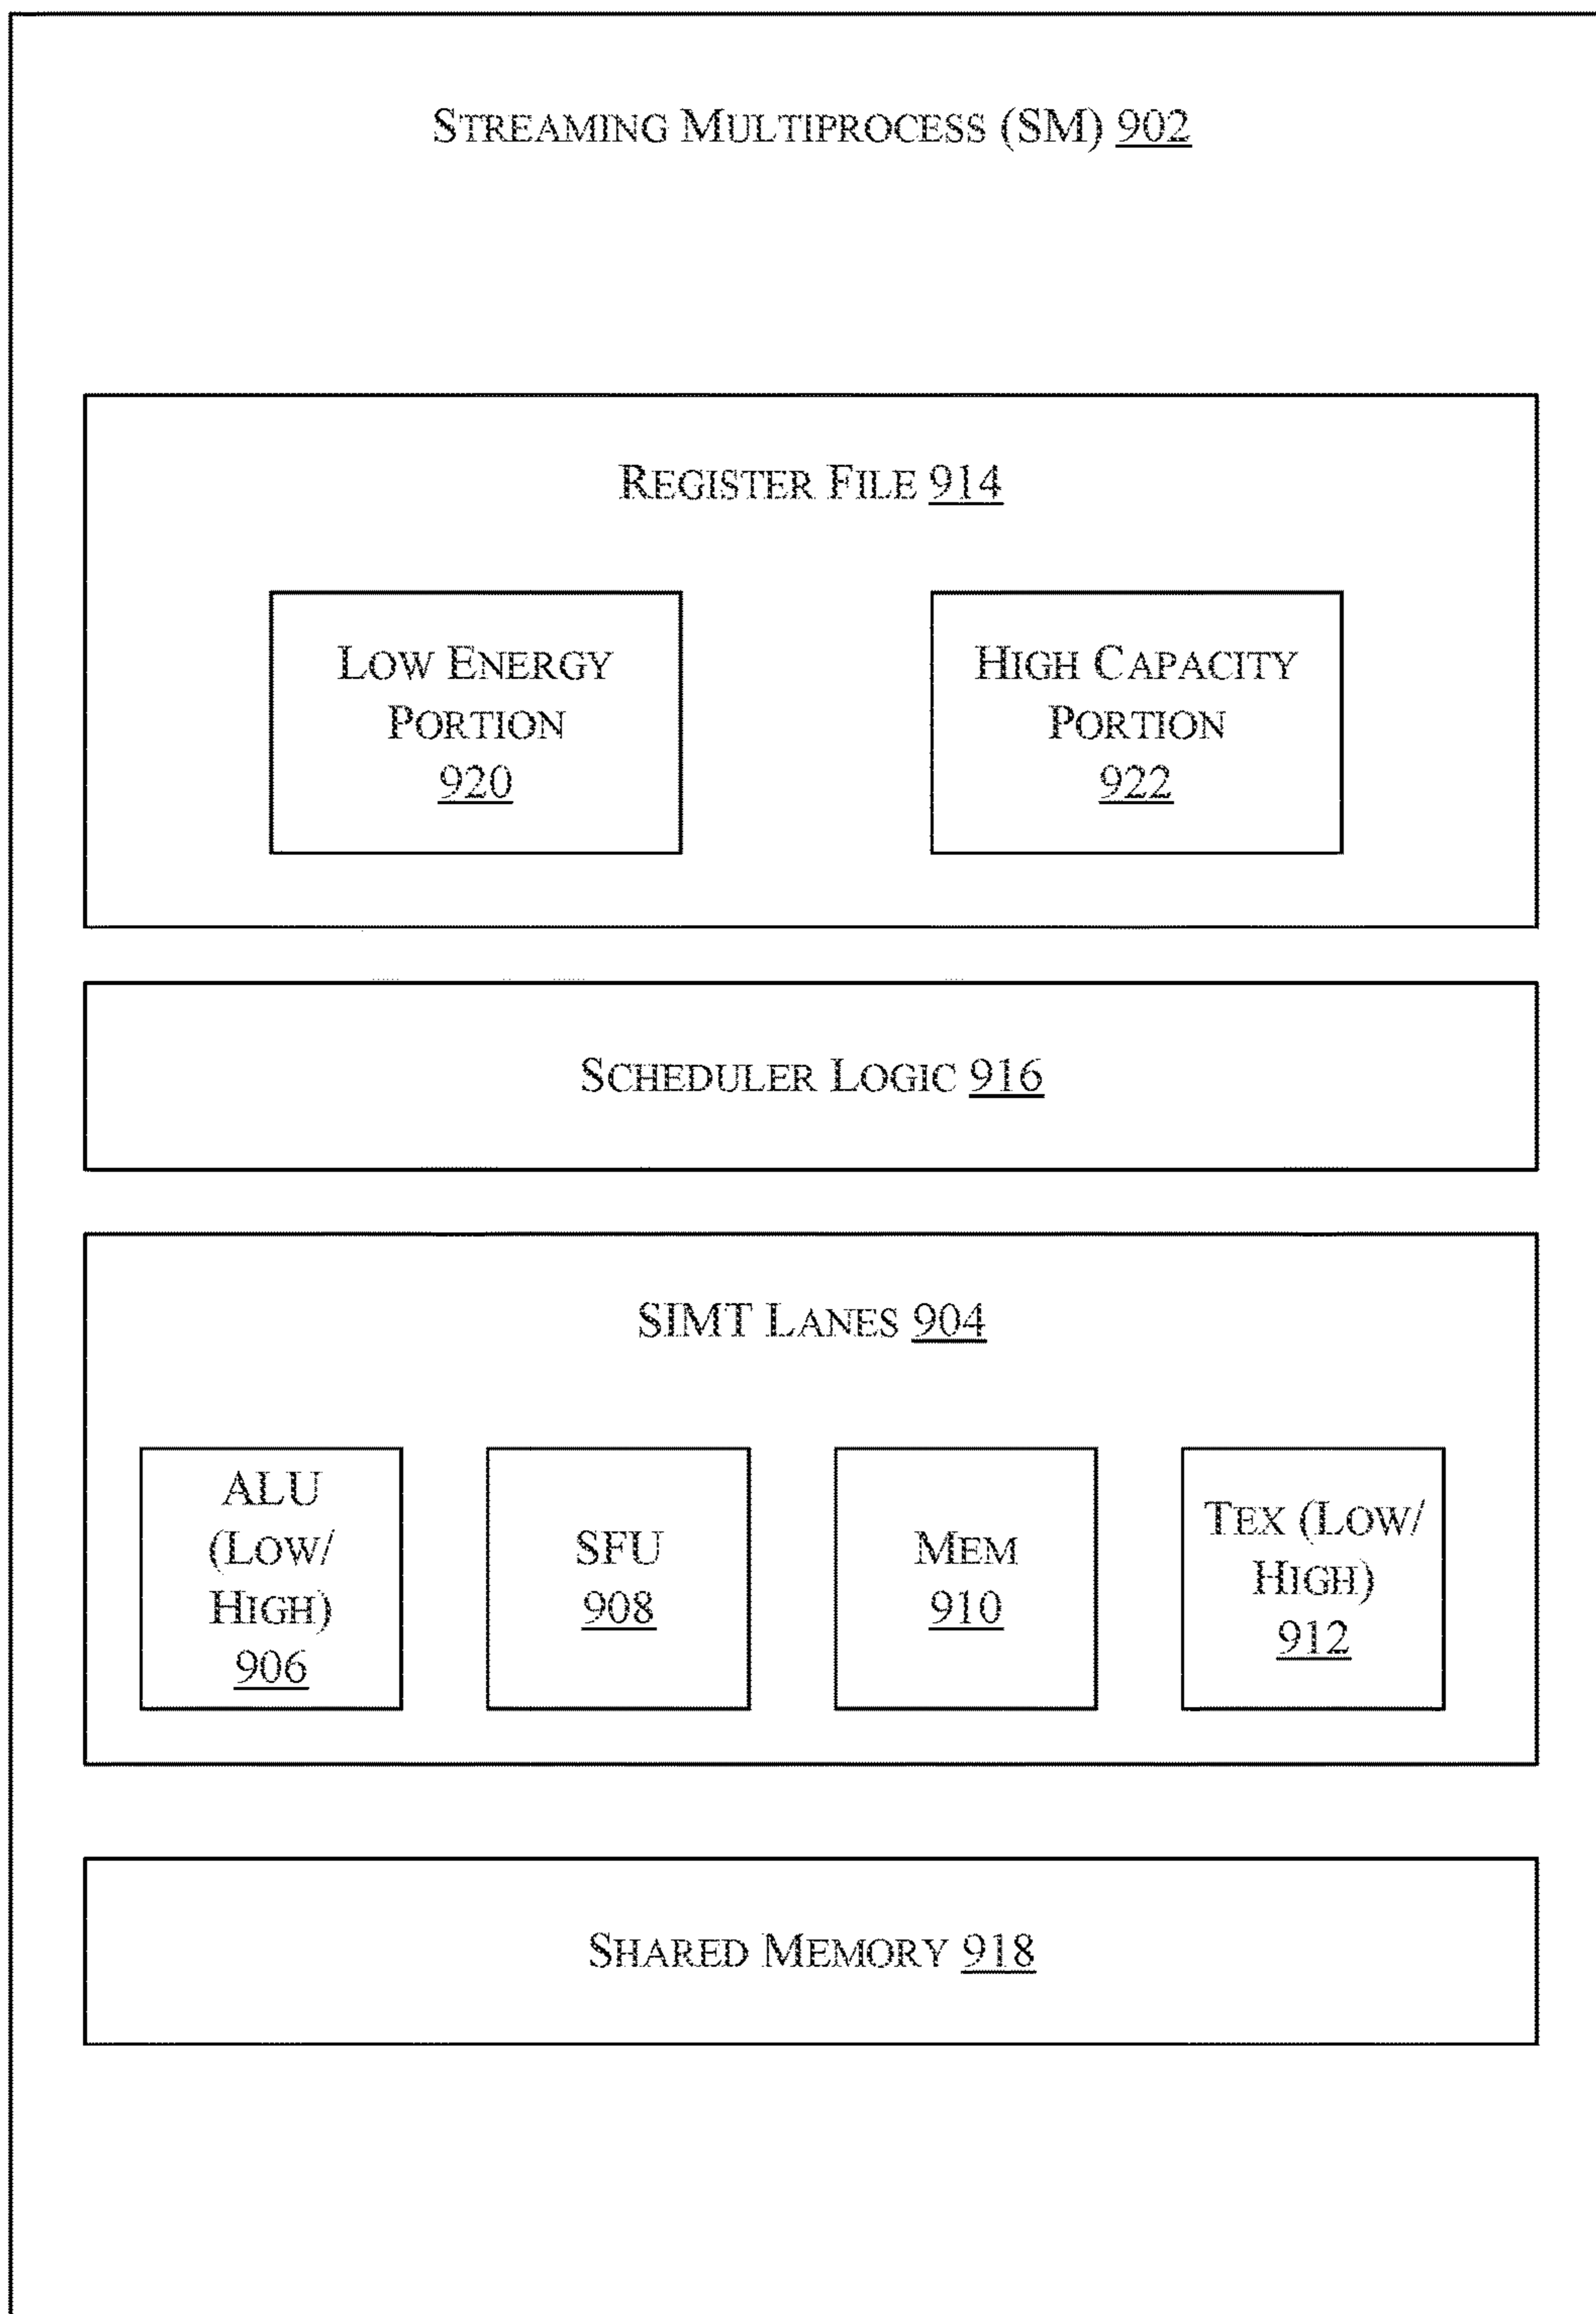 STREAMING MULTIPROCESS (SM) 902
REGISTER FILE 914
LOW ENERGY
PORTION
920
HIGH CAPACITY
PORTION
922
SCHEDULER LOGIC 916
SIMT LANES 904
ALU
(LOW/
HIGH)
906
SFU
908
MEM
910
TEX (LOW/
HIGH)
912
SHARED MEMORY 918